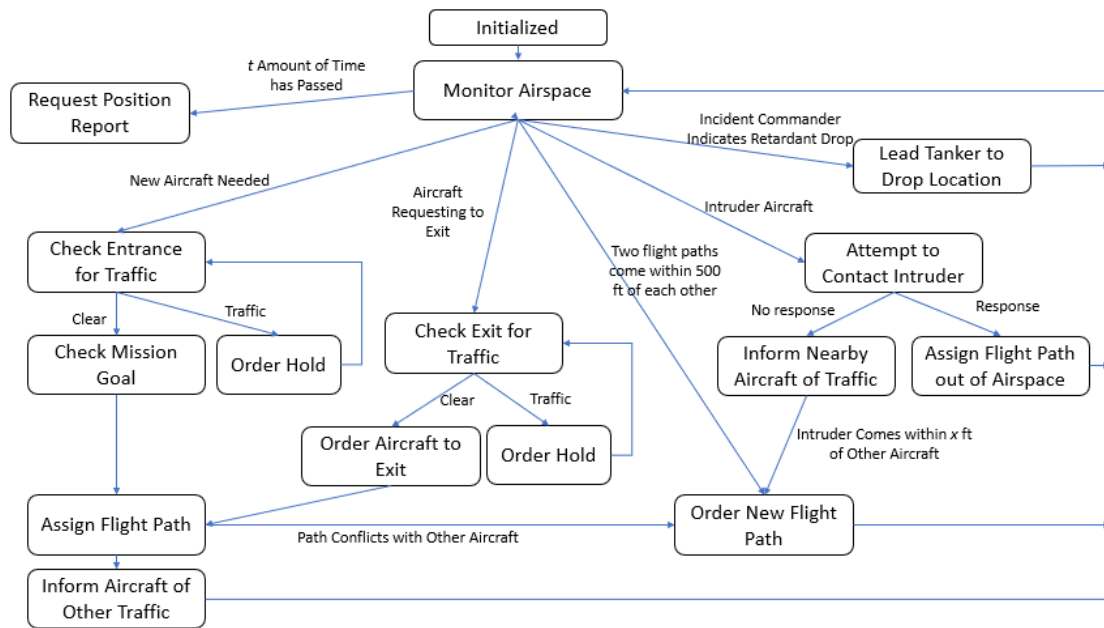 Initialized
t Amount of Time
has Passed
Monitor Airspace
Request Position
Report
Incident Commander
Indicates Retardant Drop
Lead Tanker to
Drop Location
New Aircraft Needed
Aircraft
Requesting to
Exit
Intruder Aircraft
Check Entrance
for Traffic
Two flight paths
come within 500
ft of each other
Attempt to
Contact Intruder
Clear
Traffic
No response
Response
Check Mission
Goal
Order Hold
Check Exit for
Traffic
Inform Nearby
Aircraft of Traffic
Assign Flight Path
out of Airspace
Clear
Traffic
Order Aircraft to
Exit
Order Hold
Intruder Comes within x ft
of Other Aircraft
Assign Flight Path
Path Conflicts with Other Aircraft
Order New Flight
Path
Inform Aircraft of
Other Traffic